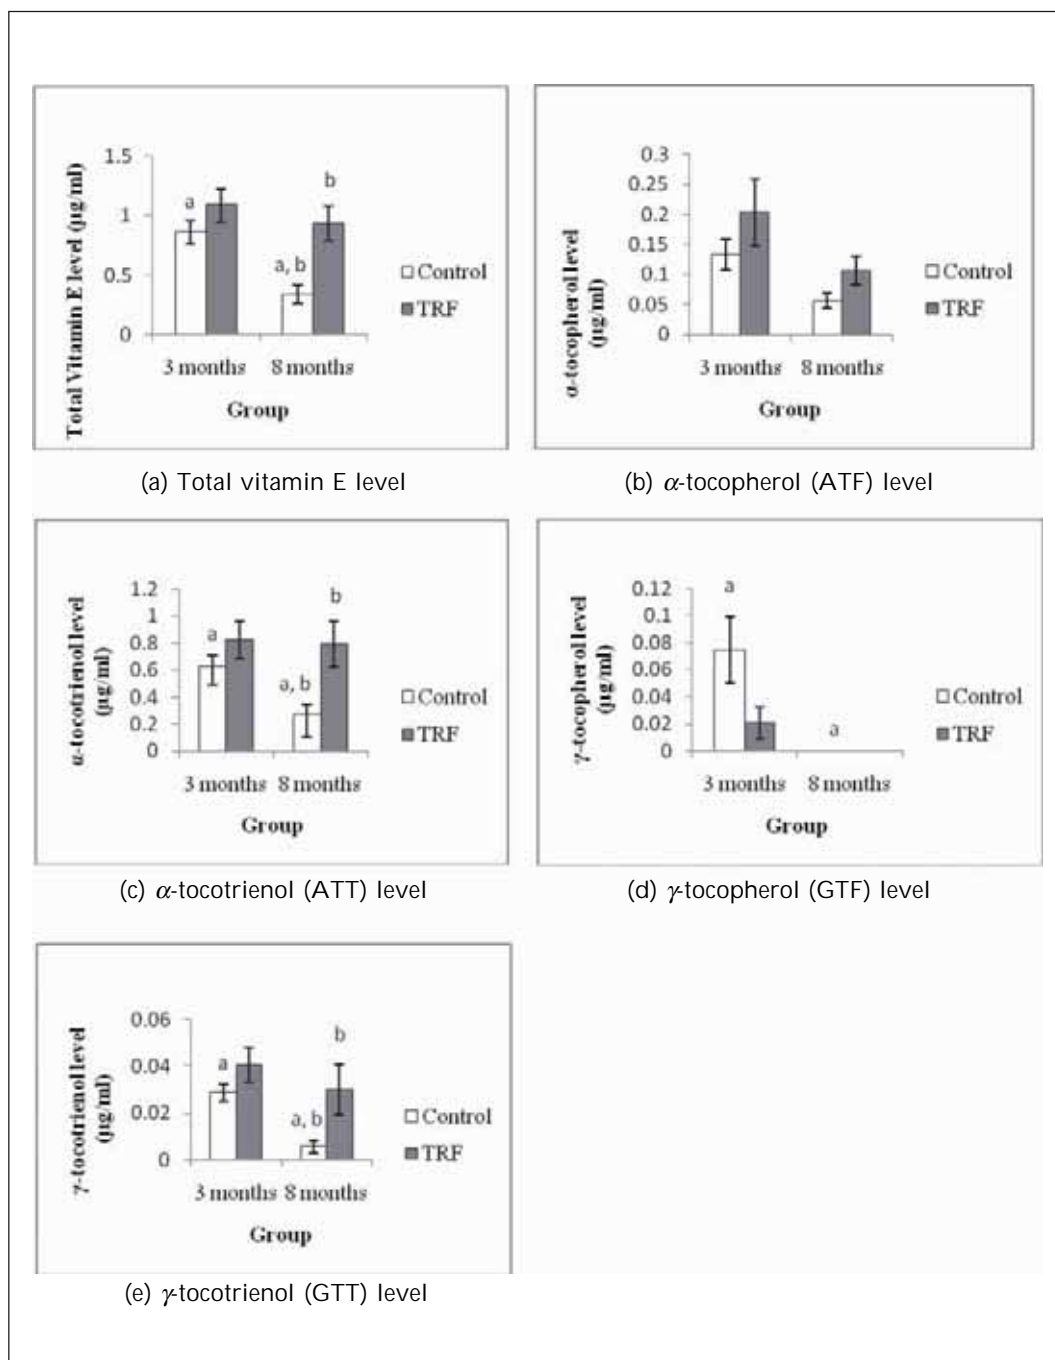 1.5
1
0.5
0
Total Vitamin E level (µg/ml)
a
a, b
b
3 months 8 months
Group
Control
TRF
(a) Total vitamin E level
0.3
0.25
0.2
0.15
0.1
0.05
0
α-tocopherol level
(µg/ml)
3 months 8 months
Group
Control
TRF
(b) α-tocopherol (ATF) level
1.2
1
0.8
0.6
0.4
0.2
0
α-tocotrienol level
(µg/ml)
a
a, b
b
3 months 8 months
Group
Control
TRF
(c) α-tocotrienol (ATT) level
0.12
0.1
0.08
0.06
0.04
0.02
0
γ-tocopherol level
(µg/ml)
a
a
3 months 8 months
Group
Control
TRF
(d) γ-tocopherol (GTF) level
0.06
0.04
0.02
0
γ-tocotrienol level
(µg/ml)
a
a, b
b
3 months 8 months
Group
Control
TRF
(e) γ-tocotrienol (GTT) level